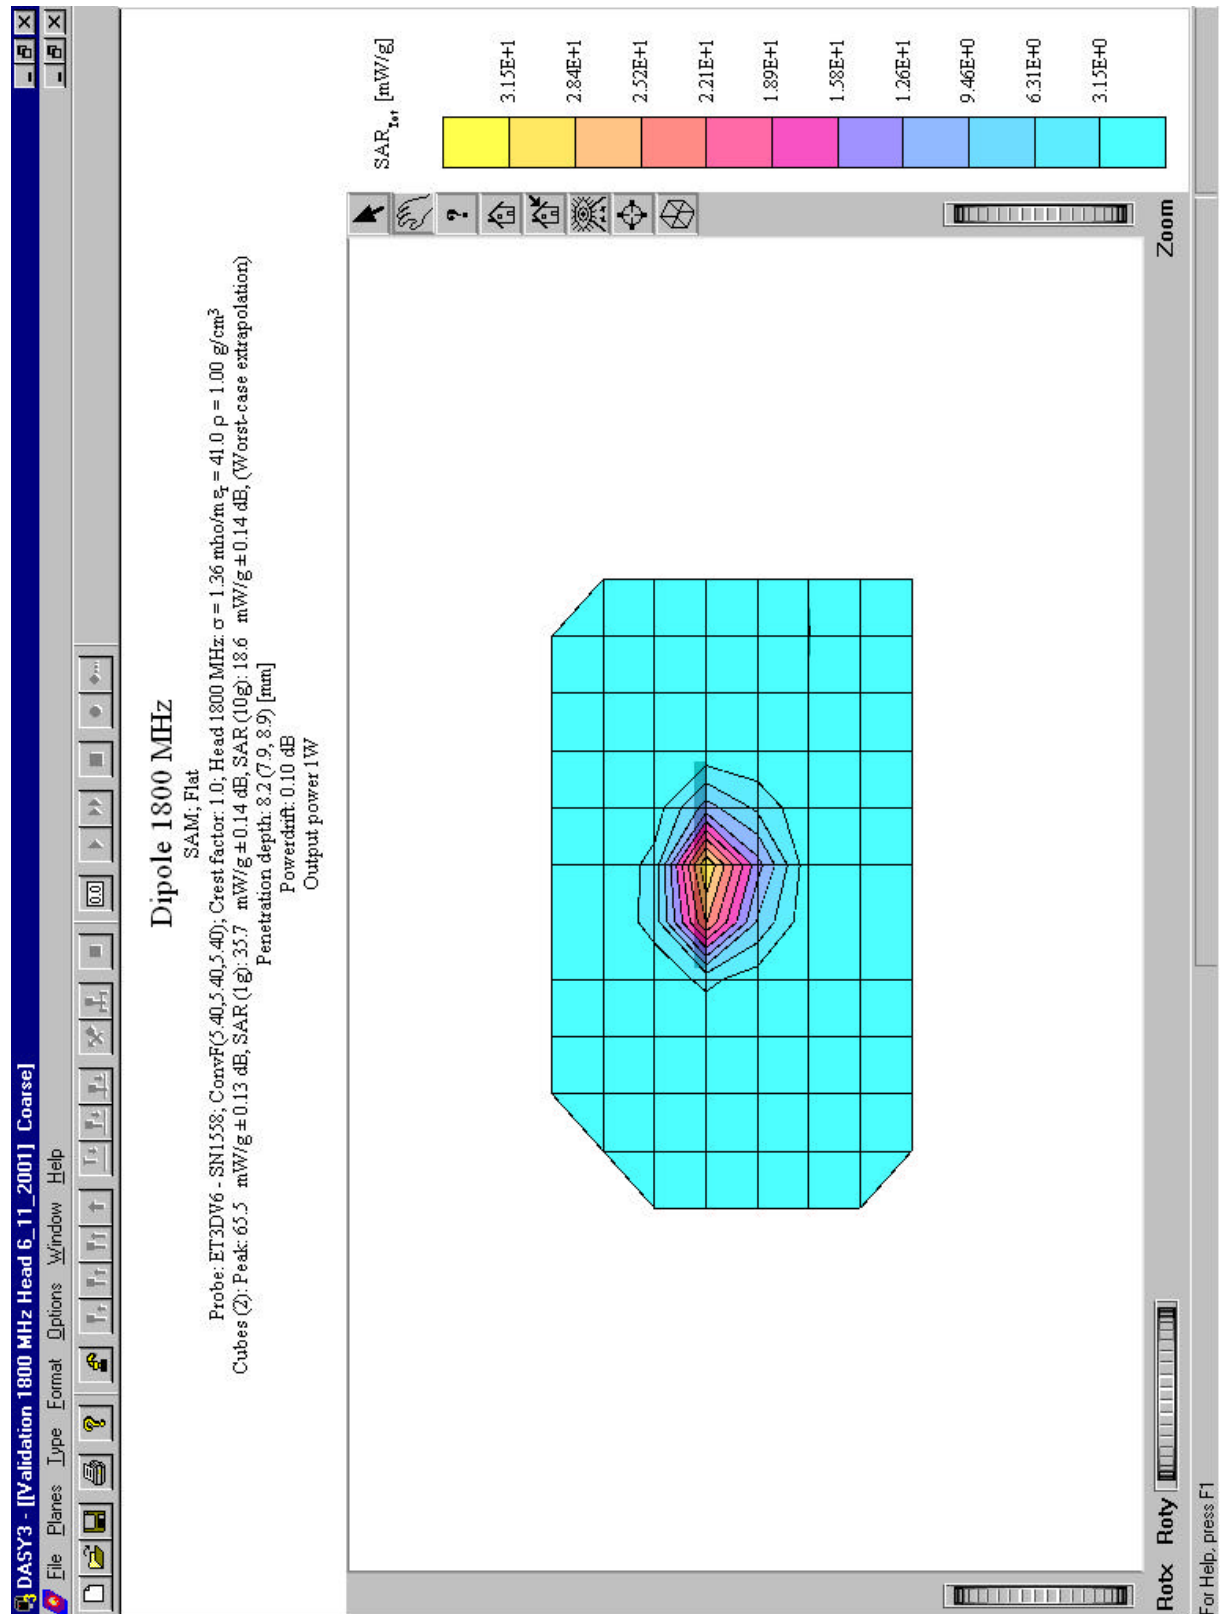 DASY3 - [[Validation 1800 MHz Head 6_11_2001]  Coarse]
File Planes Type Format Options Window Help
0.0
Dipole 1800 MHz
SAM; Flat
Probe: ET3DV6 - SN1558; ConvF(5.40,5.40,5.40); Crest factor: 1.0; Head 1800 MHz: σ = 1.36 mho/m εr = 41.0 ρ = 1.00 g/cm³
Cubes (2): Peak: 65.5 mW/g ± 0.13 dB, SAR (1g): 35.7 mW/g ± 0.14 dB, SAR (10g): 18.6 mW/g ± 0.14 dB, (Worst-case extrapolation)
Penetration depth: 8.2 (7.9, 8.9) [mm]
Powerdrift: 0.10 dB
Output power 1W
SARTot [mW/g]
3.15E+1
2.84E+1
2.52E+1
2.21E+1
1.89E+1
1.58E+1
1.26E+1
9.46E+0
6.31E+0
3.15E+0
?
?
Rotx Roty
Zoom
For Help, press F1